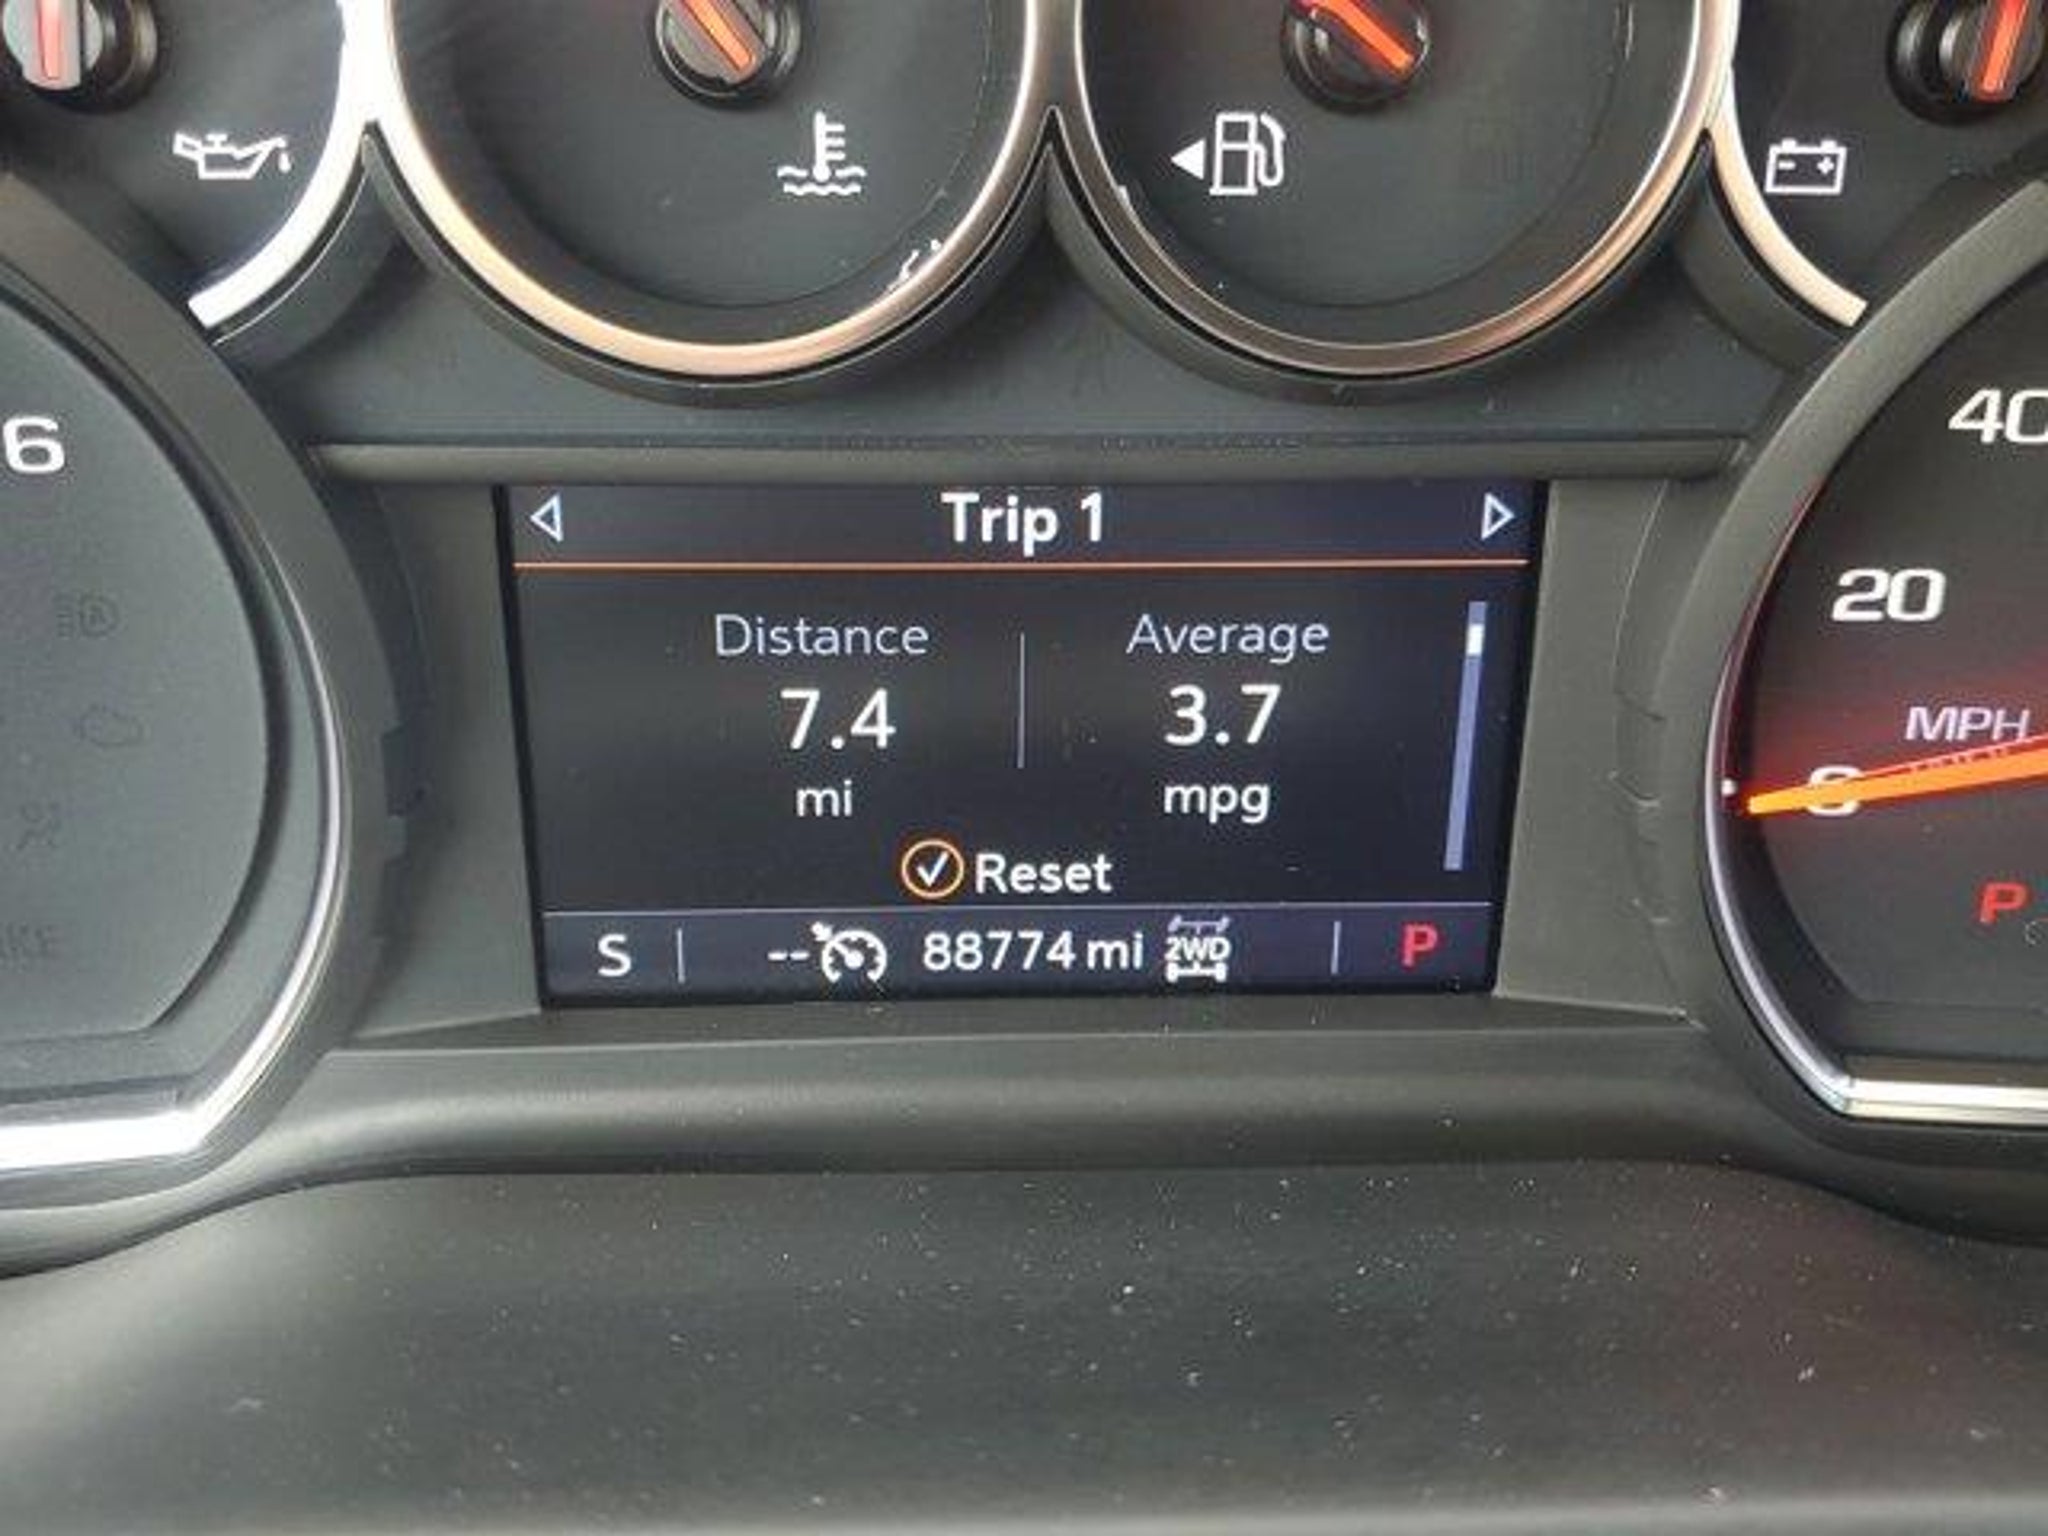 6
40
Trip 1
20
Distance
Average
7.4
3.7
MPH
mi
mpg
Reset
P
S
--
88774 mi
2WD
P